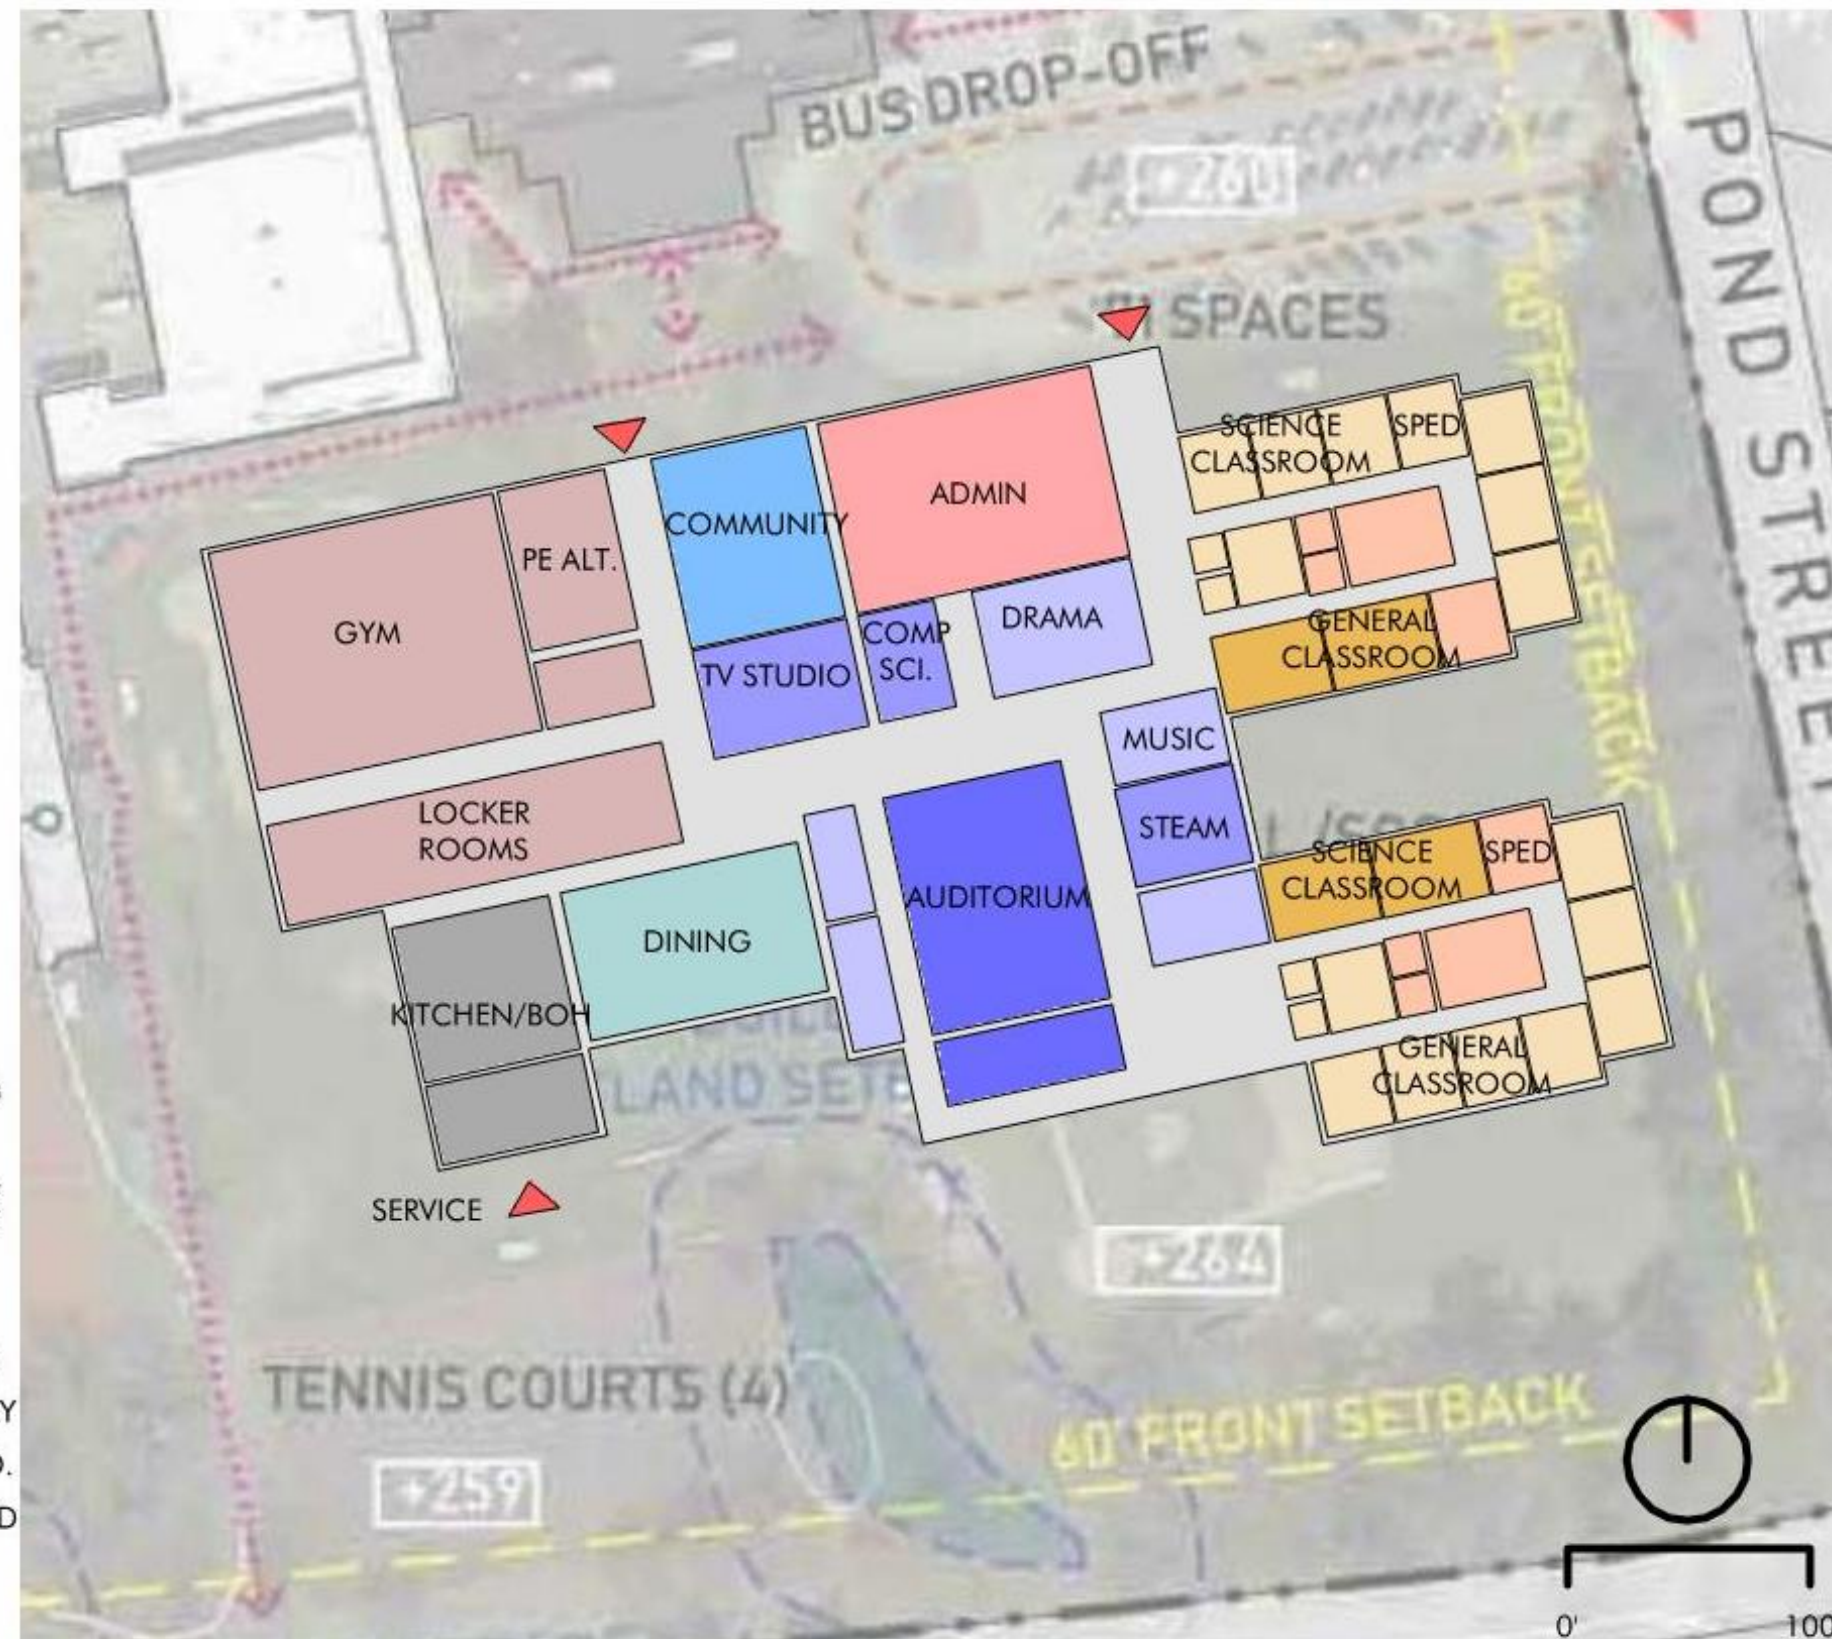 BUS DROP-OFF
POND STREET
SPACES
60' FRONT SETBACK
SCIENCE
CLASSROOM
SPED
ADMIN
COMMUNITY
PE ALT.
GYM
DRAMA
COMP
SCI.
GENERAL
CLASSROOM
TV STUDIO
MUSIC
LOCKER
ROOMS
STEAM
SCIENCE
CLASSROOM
SPED
AUDITORIUM
DINING
KITCHEN/BOH
GENERAL
CLASSROOM
SERVICE
+264
TENNIS COURTS (4)
60' FRONT SETBACK
+259
0'
100